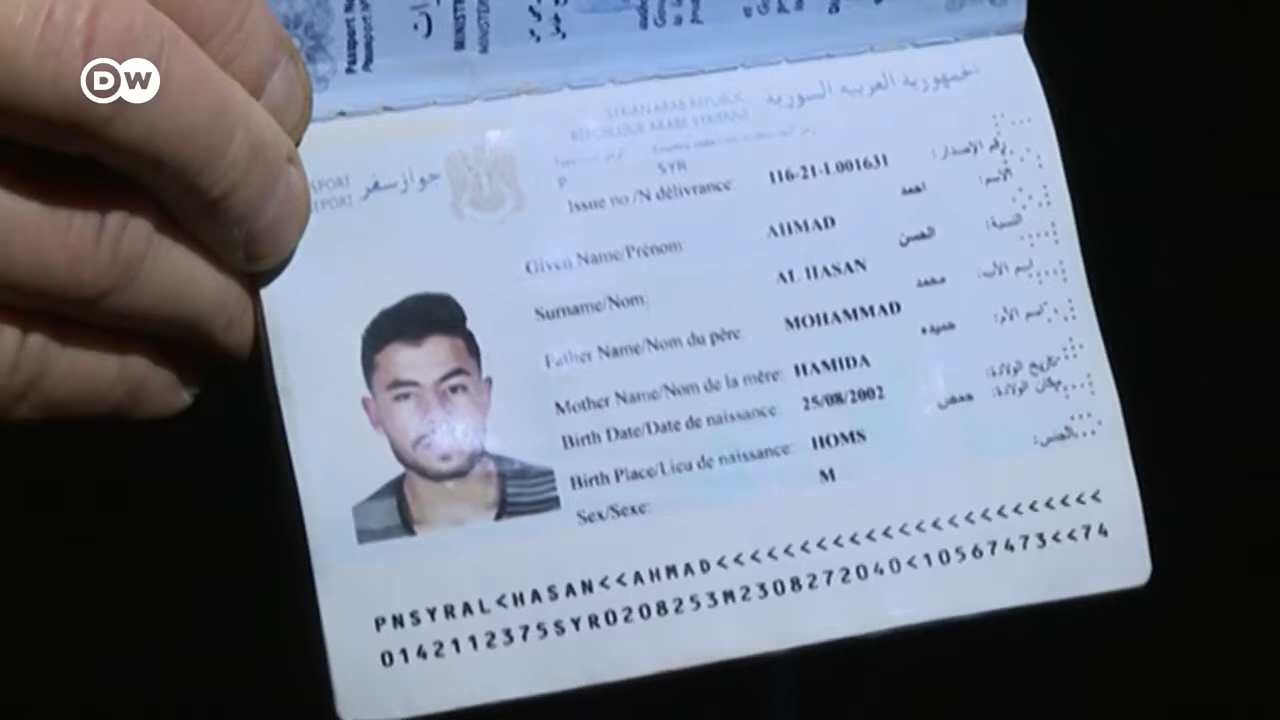 DW
Passport
MINISTÈRE
الجمهورية العربية السورية
SYRIAN ARAB REPUBLIC
REPUBLIQUE ARABE SYRIENNE
جواز سفر
P
SYR
Issue no/N délivrance 116-21-L001631 رقم الإصدار:
Given Name/Prénom AHMAD احمد الاسم:
Surname/Nom: AL HASAN الحسن النسبة:
Father Name/Nom du père: MOHAMMAD محمد اسم الأب:
Mother Name/Nom de la mère: HAMIDA حميده اسم الأم:
Birth Date/Date de naissance: 25/08/2002 تاريخ الولادة:
Birth Place/Lieu de naissance: HOMS حمص مكان الولادة:
Sex/Sexe: M الجنس:
PNSYRAL<HASAN<<AHMAD<<<<<<<<<<<<<<<<<<<<<<<<
0142112375SYR0208253M2308272040<10567473<<74